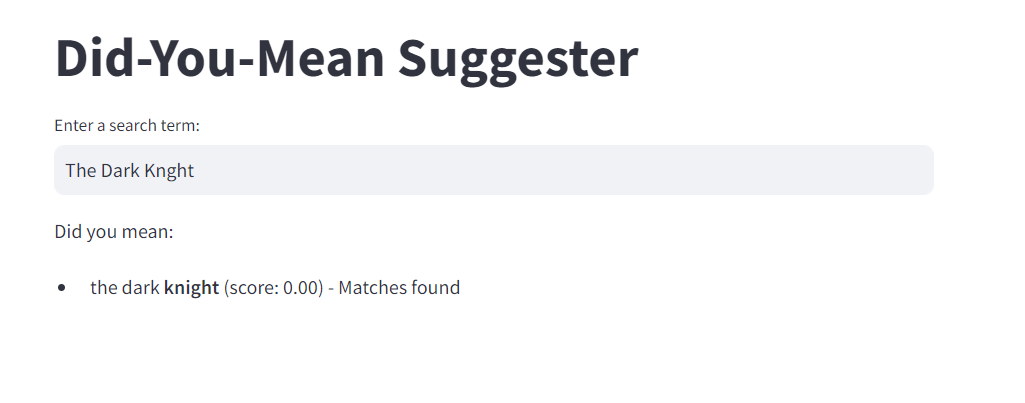 Did-You-Mean Suggester
Enter a search term:
The Dark Knght
Did you mean:
the dark knight (score: 0.00) - Matches found